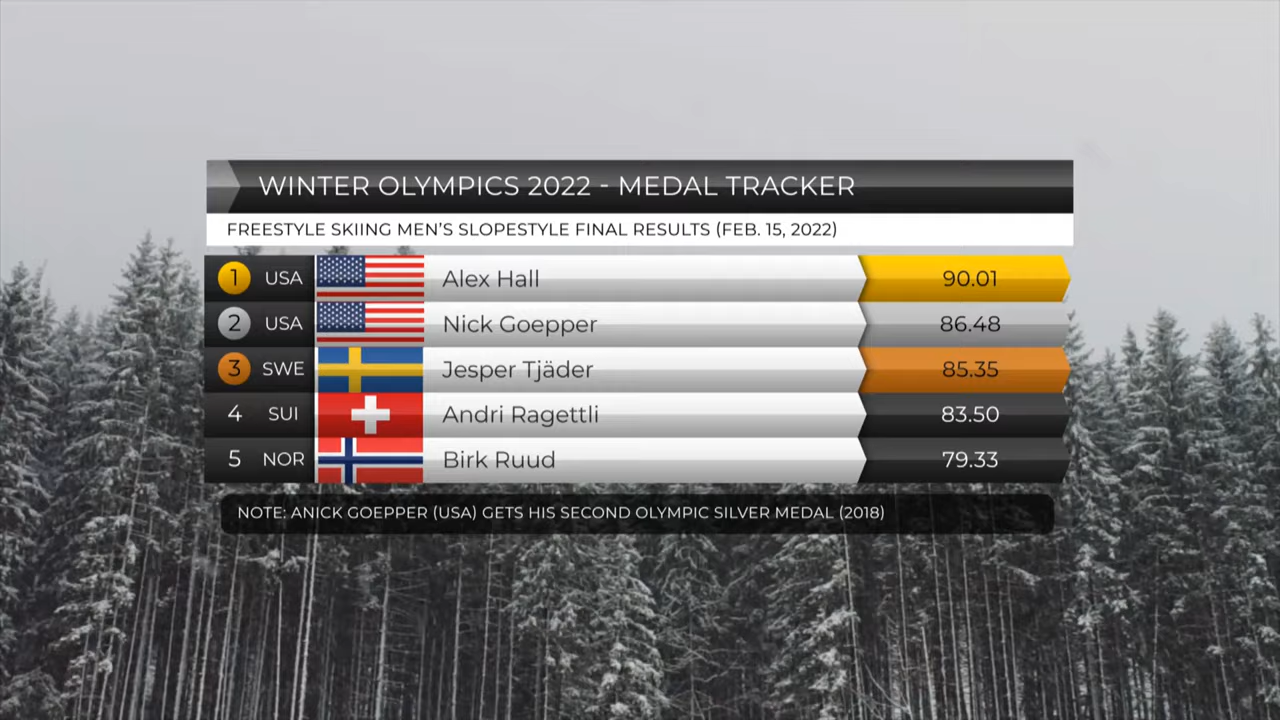 WINTER OLYMPICS 2022 - MEDAL TRACKER
FREESTYLE SKIING MEN'S SLOPESTYLE FINAL RESULTS (FEB. 15, 2022)
1 USA Alex Hall 90.01
2 USA Nick Goepper 86.48
3 SWE Jesper Tjäder 85.35
4 SUI Andri Ragettli 83.50
5 NOR Birk Ruud 79.33
NOTE: ANICK GOEPPER (USA) GETS HIS SECOND OLYMPIC SILVER MEDAL (2018)